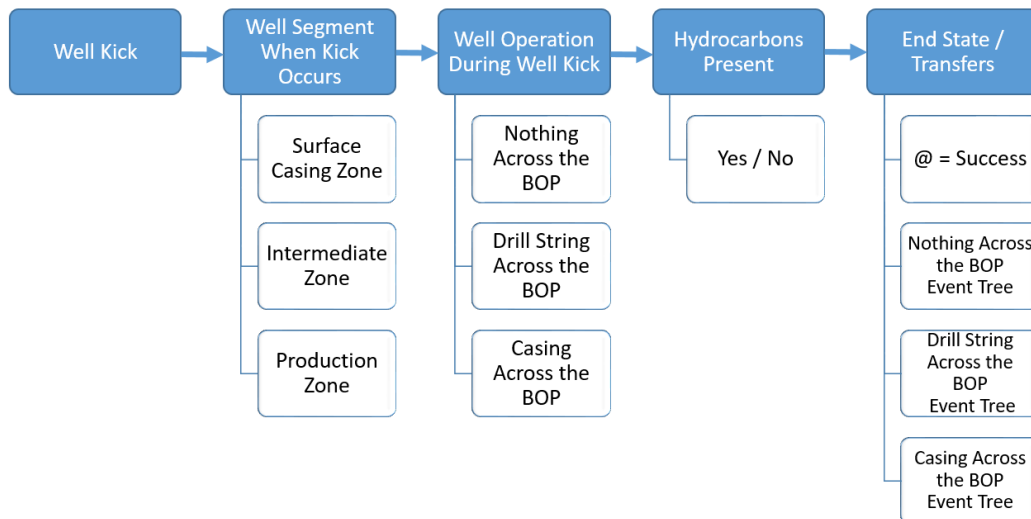 Well Kick
Well Segment
When Kick
Occurs
Well Operation
During Well Kick
Hydrocarbons
Present
End State /
Transfers
Surface
Casing Zone
Intermediate
Zone
Production
Zone
Nothing
Across the
BOP
Drill String
Across the
BOP
Casing
Across the
BOP
Yes / No
@ = Success
Nothing Across
the BOP
Event Tree
Drill String
Across the
BOP
Event Tree
Casing Across
the BOP
Event Tree